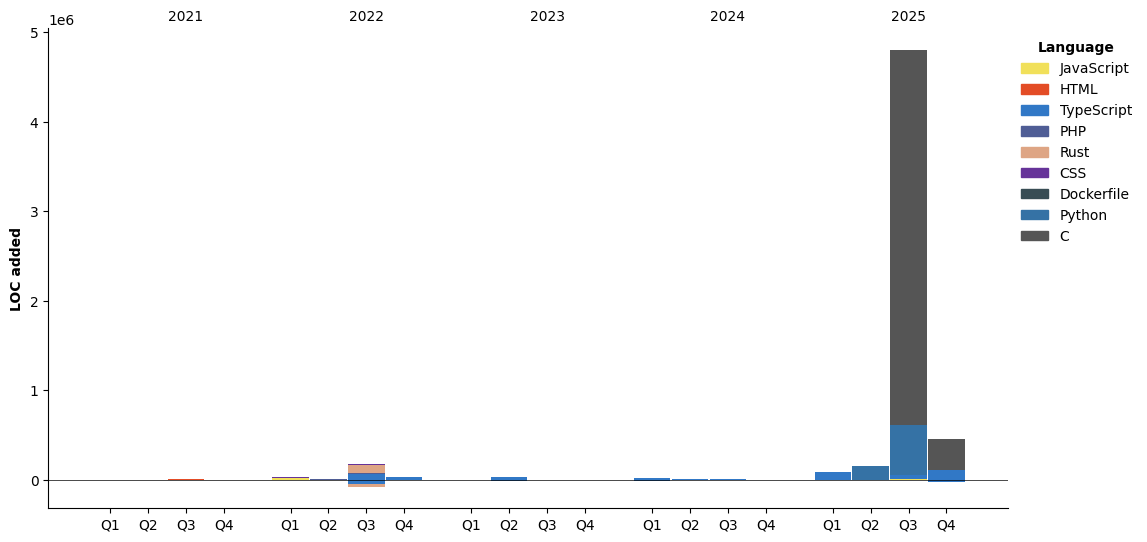 2021 2022 2023 2024 2025
1e6
5
4
3
2
1
0
LOC added
Q1 Q2 Q3 Q4 Q1 Q2 Q3 Q4 Q1 Q2 Q3 Q4 Q1 Q2 Q3 Q4 Q1 Q2 Q3 Q4
Language
JavaScript
HTML
TypeScript
PHP
Rust
CSS
Dockerfile
Python
C